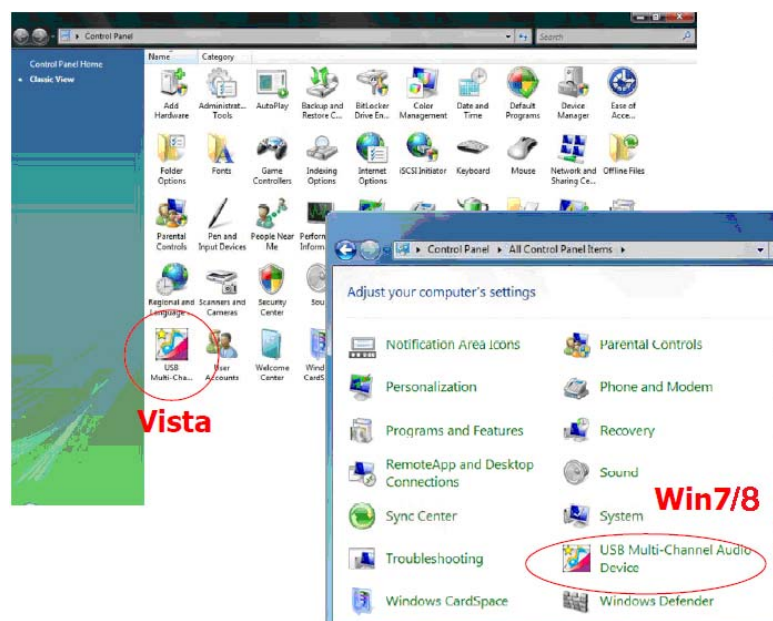 Control Panel
Search
Control Panel Home
Classic View
Name
Category
Add Hardware
Administrat... Tools
AutoPlay
Backup and Restore C...
BitLocker Drive En...
Color Management
Date and Time
Default Programs
Device Manager
Ease of Acce...
Folder Options
Fonts
Game Controllers
Indexing Options
Internet Options
iSCSI Initiator
Keyboard
Mouse
Network and Sharing Ce...
Offline Files
Parental Controls
Pen and Input Devices
People Near Me
Perform
Inform
Regional and Language
Scanners and Cameras
Security Center
Sou
USB Multi-Cha...
User Accounts
Welcome Center
Wind
CardS
Vista
Control Panel
All Control Panel Items
Adjust your computer's settings
Notification Area Icons
Parental Controls
Personalization
Phone and Modem
Programs and Features
Recovery
RemoteApp and Desktop Connections
Sound
Win7/8
Sync Center
System
Troubleshooting
USB Multi-Channel Audio
Device
Windows CardSpace
Windows Defender